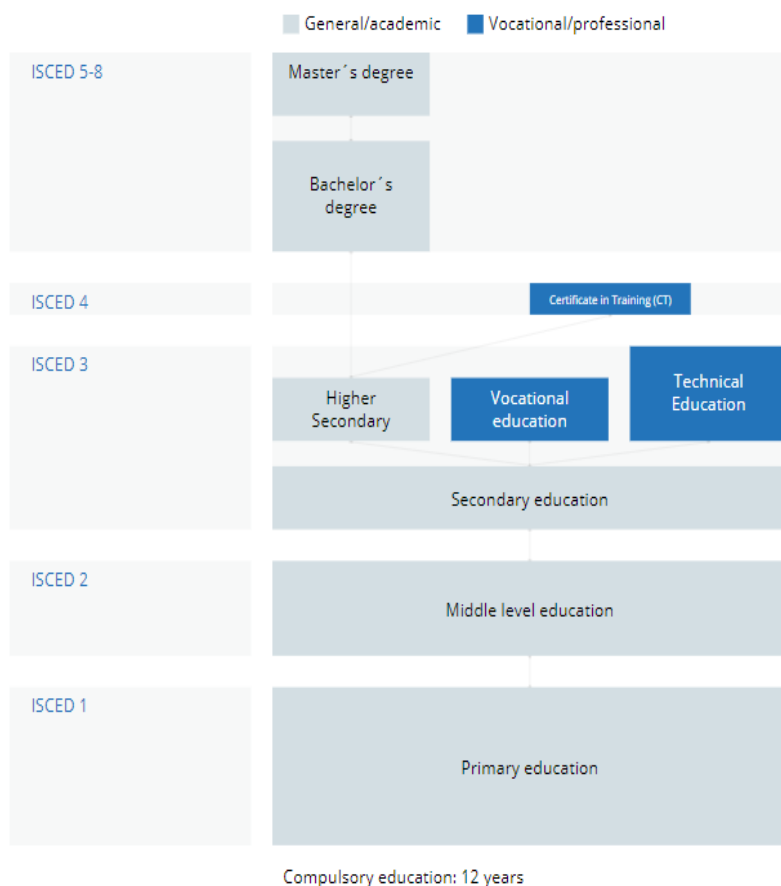 General/academic
Vocational/professional
ISCED 5-8
Master´s degree
Bachelor´s
degree
ISCED 4
Certificate in Training (CT)
ISCED 3
Higher
Secondary
Vocational
education
Technical
Education
Secondary education
ISCED 2
Middle level education
ISCED 1
Primary education
Compulsory education: 12 years